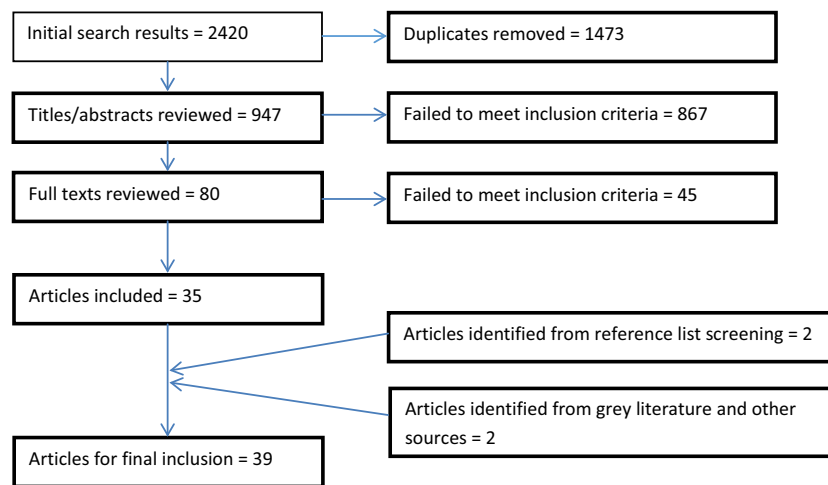 Initial search results = 2420
Duplicates removed = 1473
Titles/abstracts reviewed = 947
Failed to meet inclusion criteria = 867
Full texts reviewed = 80
Failed to meet inclusion criteria = 45
Articles included = 35
Articles identified from reference list screening = 2
Articles identified from grey literature and other
sources = 2
Articles for final inclusion = 39